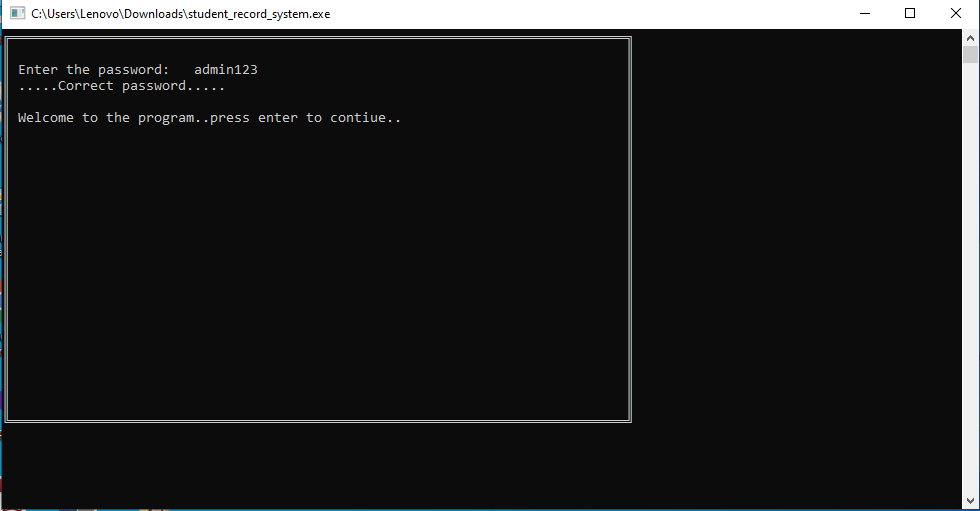 C:\Users\Lenovo\Downloads\student_record_system.exe
Enter the password:   admin123
.....Correct password.....
Welcome to the program..press enter to contiue..